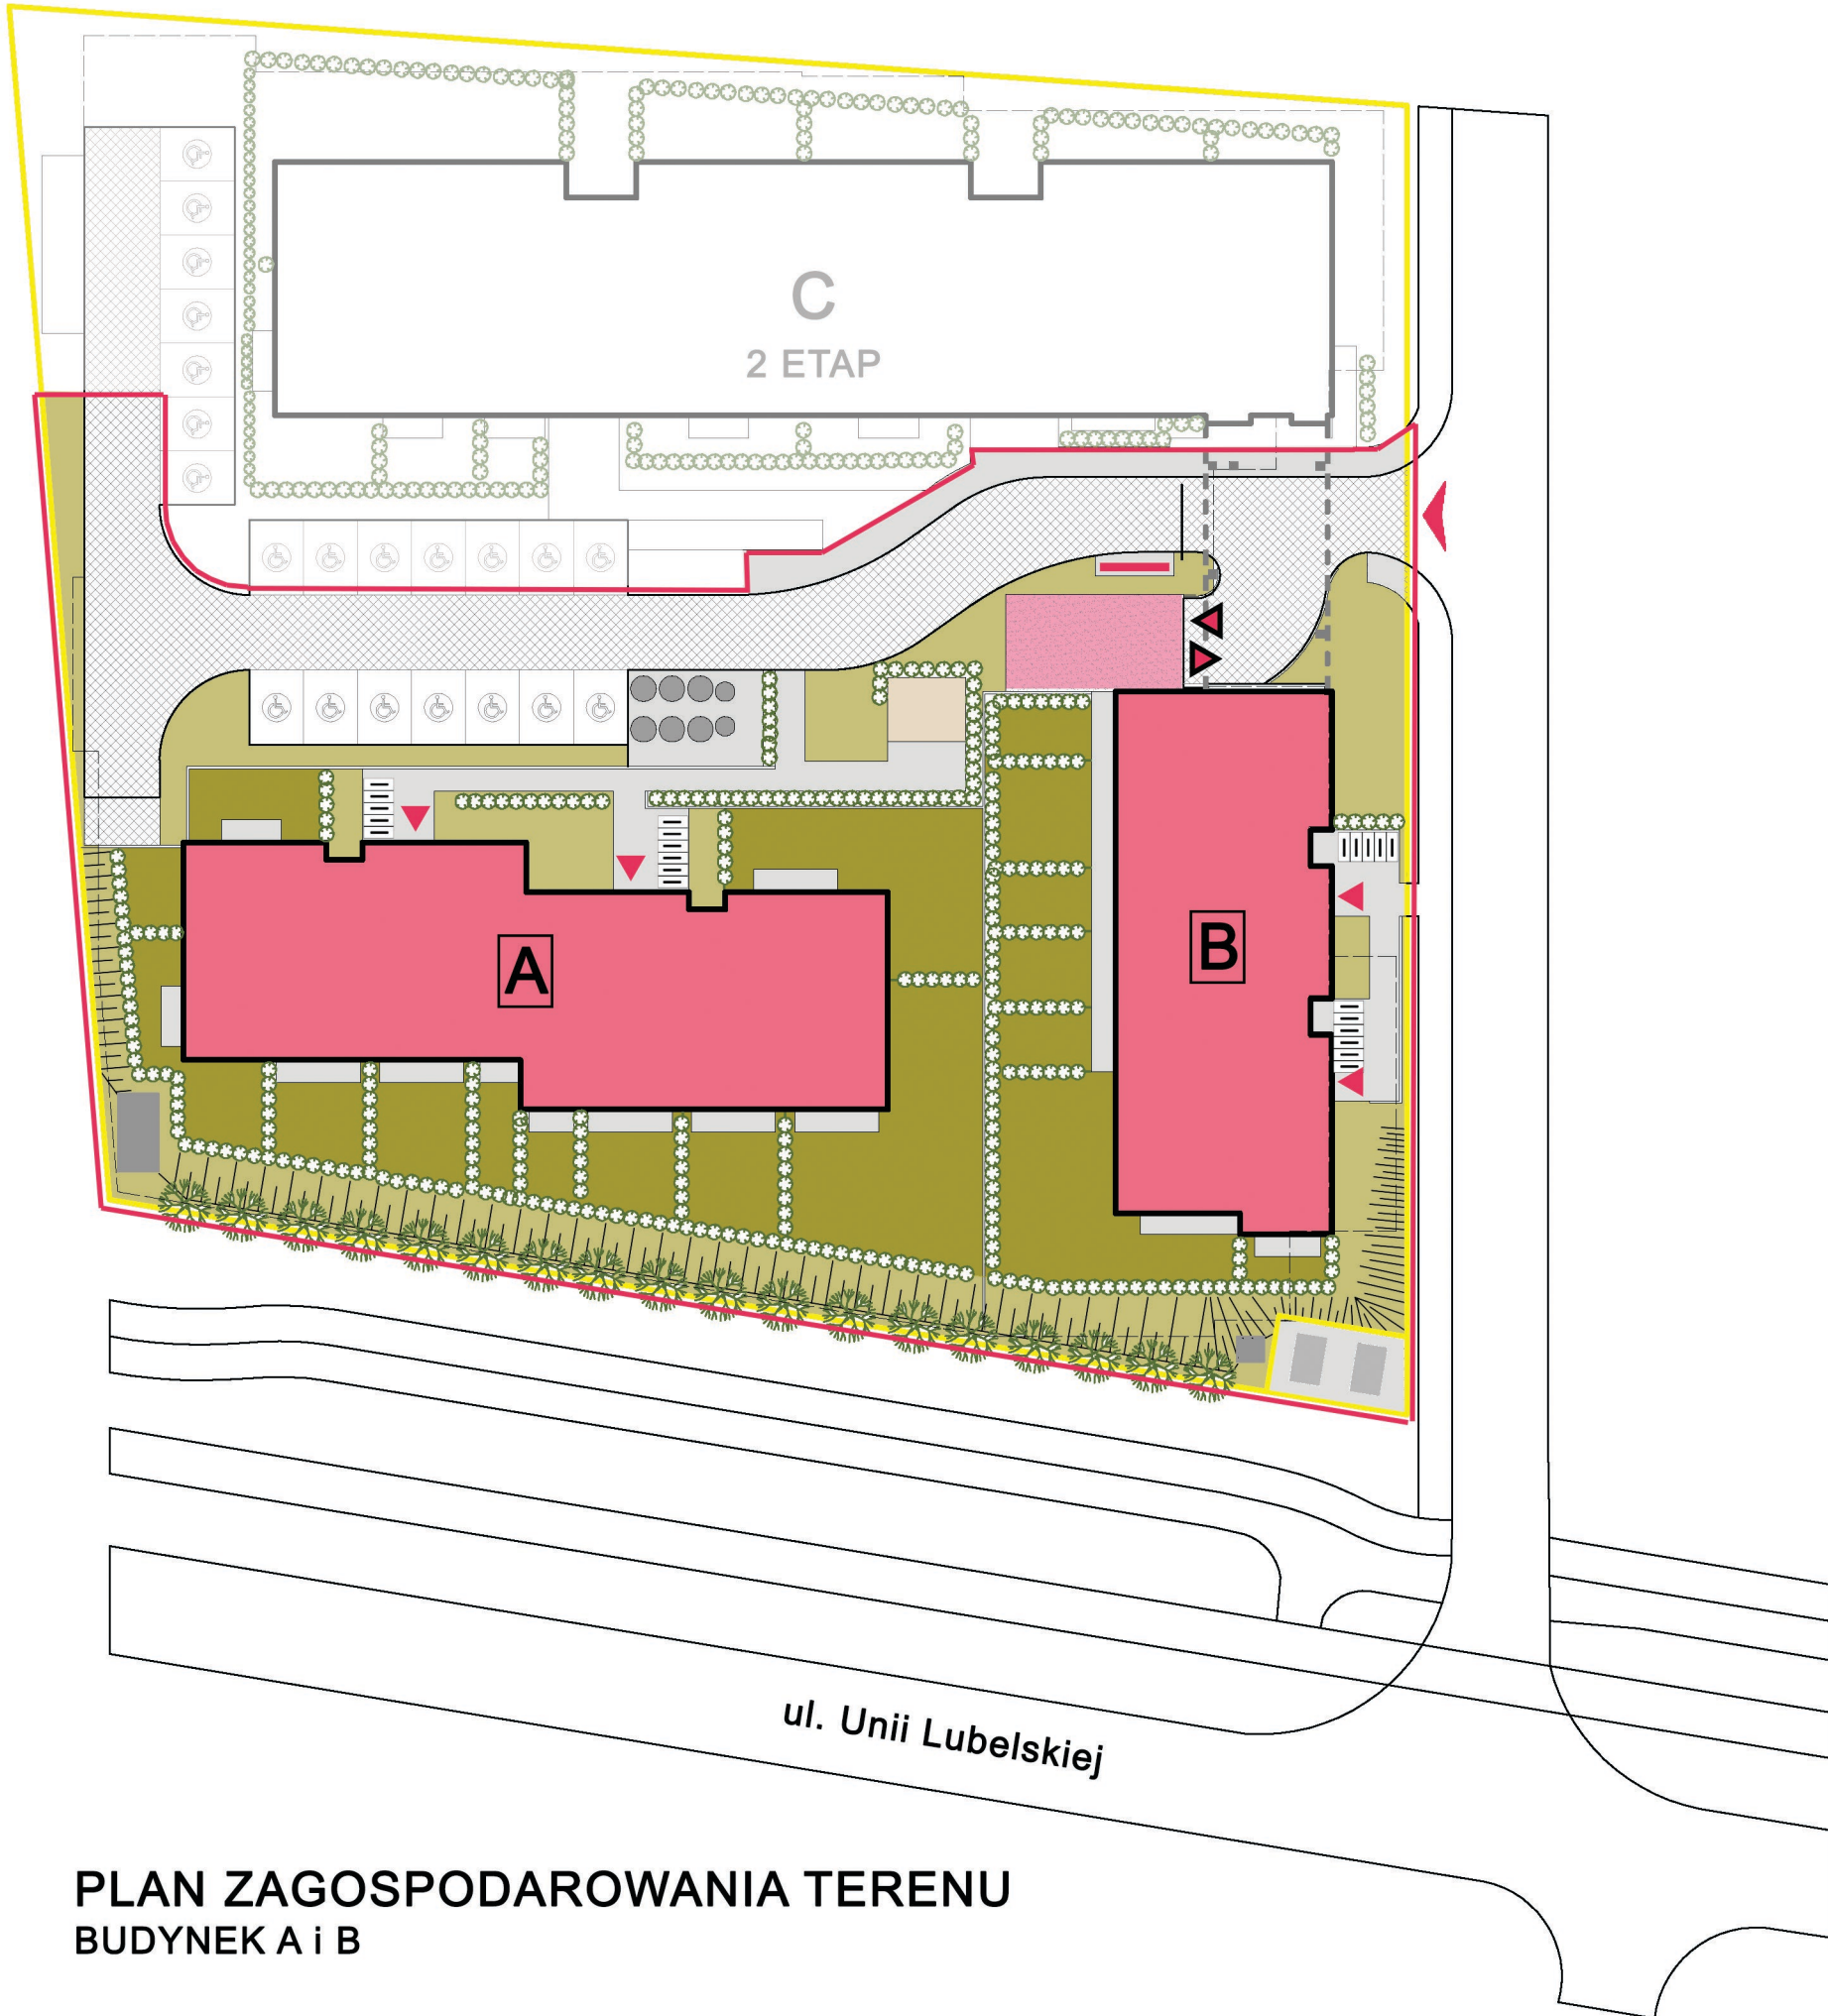 C
2 ETAP
A
B
ul. Unii Lubelskiej
PLAN ZAGOSPODAROWANIA TERENU
BUDYNEK A i B